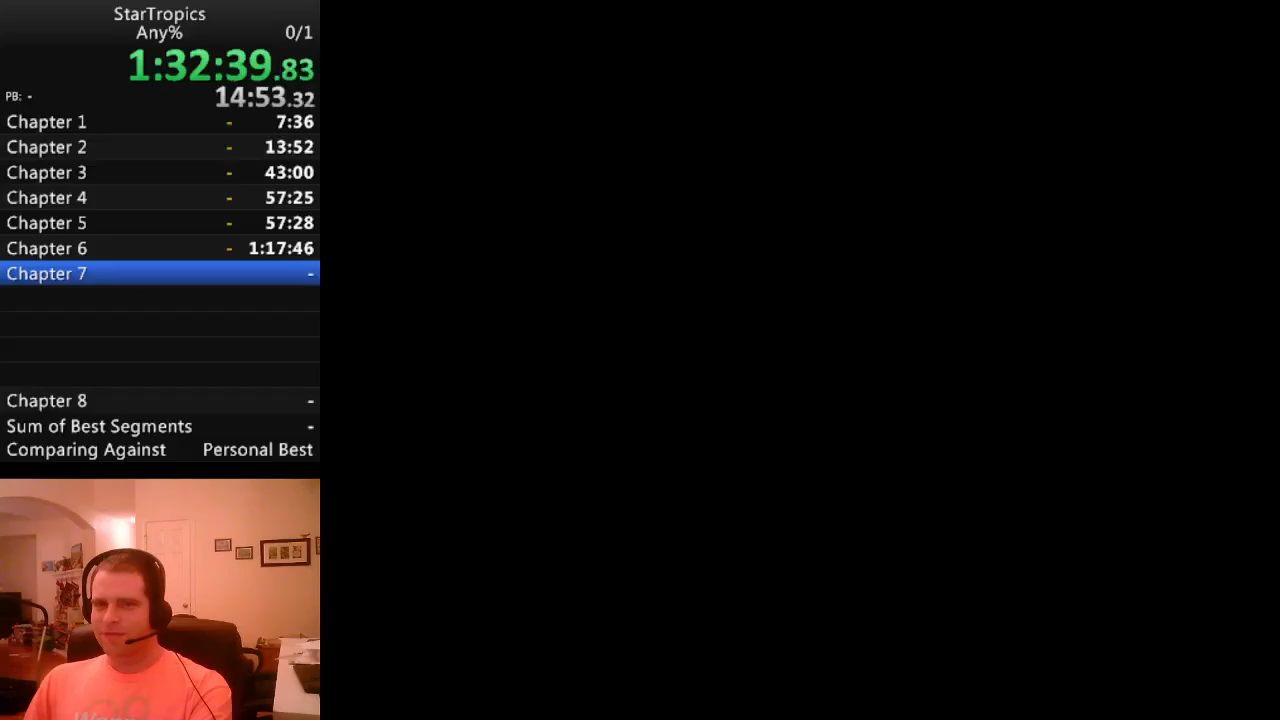 StarTropics
Any% 0/1
1:32:39.83
PB: - 14:53.32
Chapter 1 - 7:36
Chapter 2 - 13:52
Chapter 3 - 43:00
Chapter 4 - 57:25
Chapter 5 - 57:28
Chapter 6 - 1:17:46
Chapter 7 -
Chapter 8 -
Sum of Best Segments -
Comparing Against Personal Best